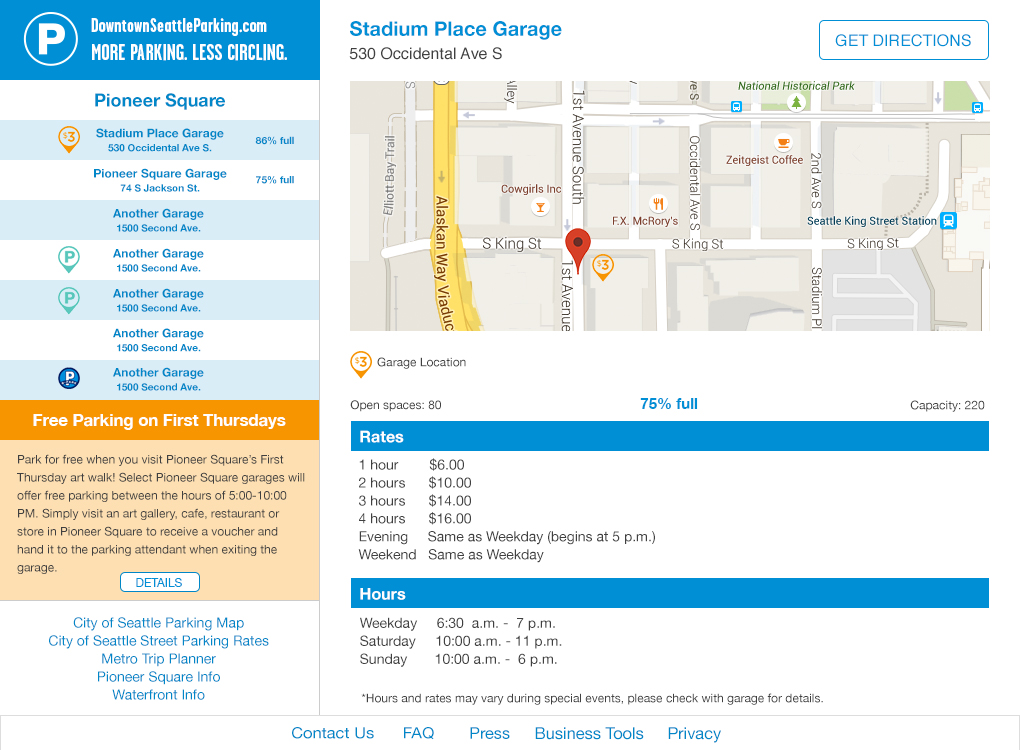 P
DowntownSeattleParking.com
MORE PARKING. LESS CIRCLING.
Pioneer Square
$3
Stadium Place Garage
530 Occidental Ave S.
86% full
Pioneer Square Garage
74 S Jackson St.
75% full
Another Garage
1500 Second Ave.
P
Another Garage
1500 Second Ave.
P
Another Garage
1500 Second Ave.
Another Garage
1500 Second Ave.
P
Another Garage
1500 Second Ave.
Free Parking on First Thursdays
Park for free when you visit Pioneer Square's First
Thursday art walk! Select Pioneer Square garages will
offer free parking between the hours of 5:00-10:00
PM. Simply visit an art gallery, cafe, restaurant or
store in Pioneer Square to receive a voucher and
hand it to the parking attendant when exiting the
garage.
DETAILS
City of Seattle Parking Map
City of Seattle Street Parking Rates
Metro Trip Planner
Pioneer Square Info
Waterfront Info
Stadium Place Garage
530 Occidental Ave S
GET DIRECTIONS
S
Alley
1st Avenue South
ve S
National Historical Park
Elliott Bay Trail
Occidental Ave S
Zeitgeist Coffee
2nd Ave S
Cowgirls Inc
F.X. McRory's
Alaskan Way Viaduc
Seattle King Street Station
S King St
S King St
S King St
$3
1st Avenue
Stadium Pl
$3
Garage Location
Open spaces: 80
75% full
Capacity: 220
Rates
1 hour $6.00
2 hours $10.00
3 hours $14.00
4 hours $16.00
Evening Same as Weekday (begins at 5 p.m.)
Weekend Same as Weekday
Hours
Weekday 6:30 a.m. - 7 p.m.
Saturday 10:00 a.m. - 11 p.m.
Sunday 10:00 a.m. - 6 p.m.
*Hours and rates may vary during special events, please check with garage for details.
Contact Us FAQ Press Business Tools Privacy